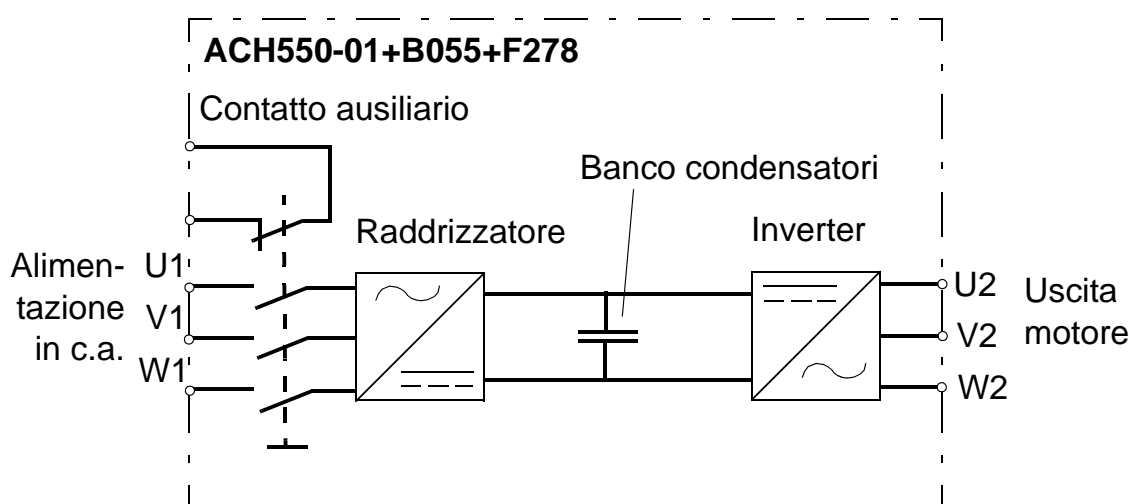 ACH550-01+B055+F278
Contatto ausiliario
Banco condensatori
Raddrizzatore
Inverter
Alimen-
tazione
in c.a.
U1
V1
W1
U2
V2
W2
Uscita
motore